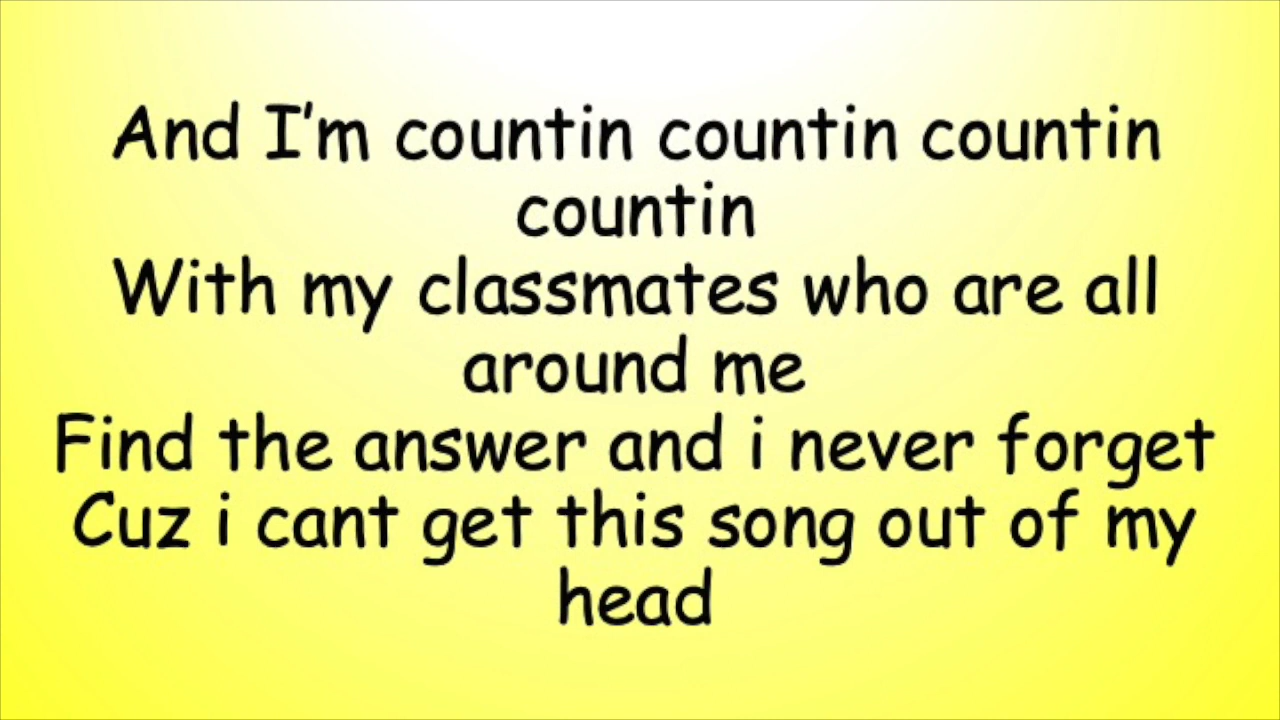 And I'm countin countin countin
countin
With my classmates who are all
around me
Find the answer and i never forget
Cuz i cant get this song out of my
head